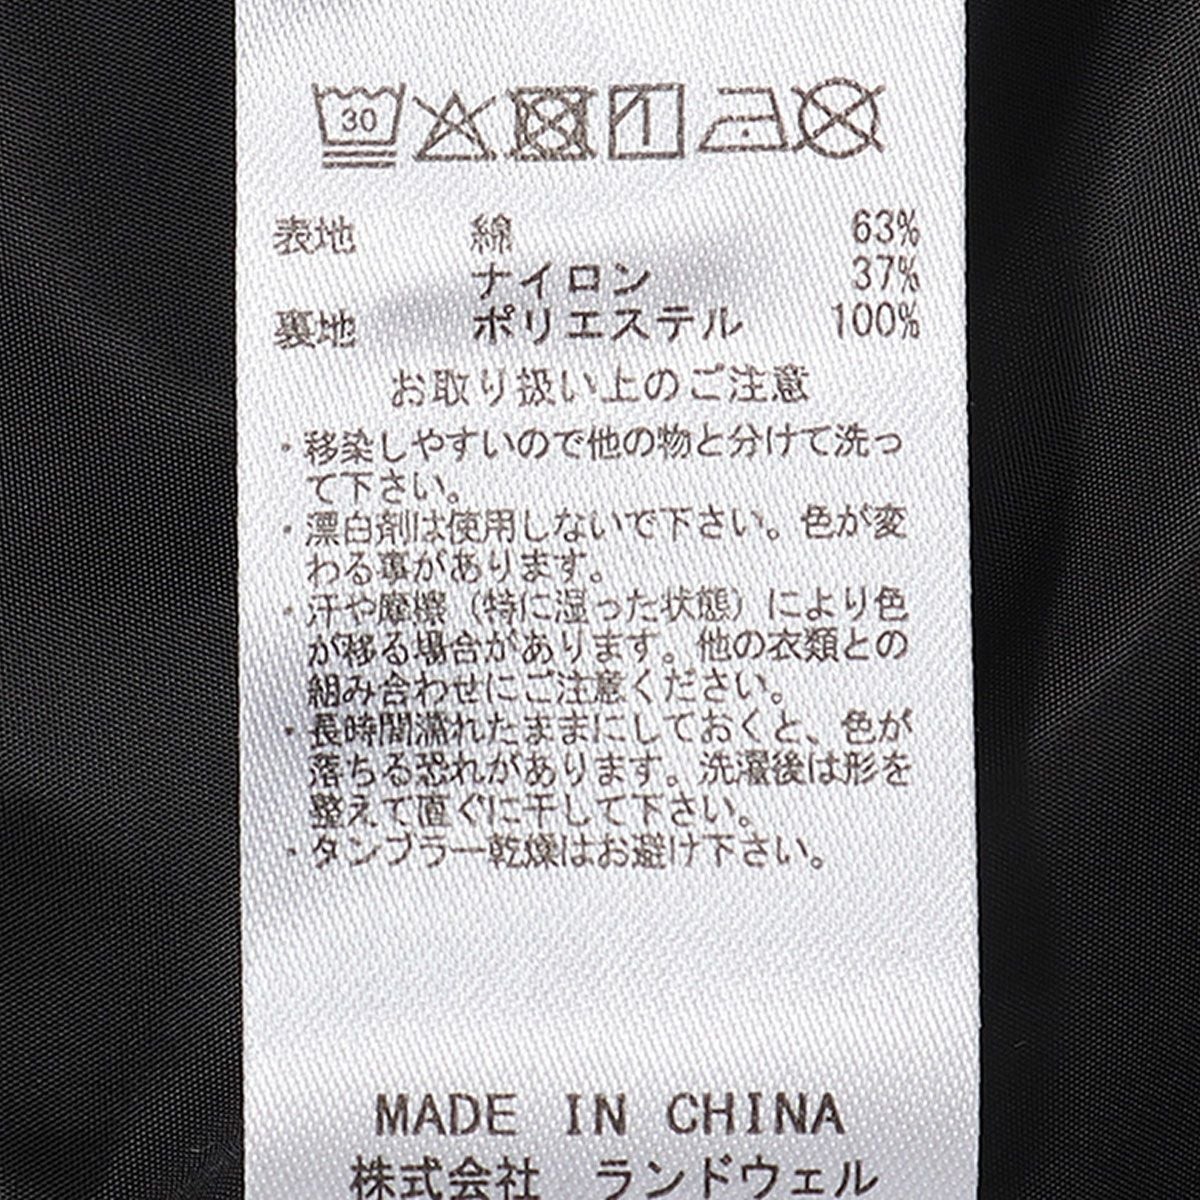 30
表地 綿 63%
ナイロン 37%
裏地 ポリエステル 100%
お取り扱い上のご注意
・移染しやすいので他の物と分けて洗っ
て下さい。
・漂白剤は使用しないで下さい。色が変
わる事があります。
・汗や摩擦（特に湿った状態）により色
が移る場合があります。他の衣類との
組み合わせにご注意ください。
・長時間濡れたままにしておくと、色が
落ちる恐れがあります。洗濯後は形を
整えて直ぐに干して下さい。
・タンブラー乾燥はお避け下さい。
MADE IN CHINA
株式会社 ランドウェル